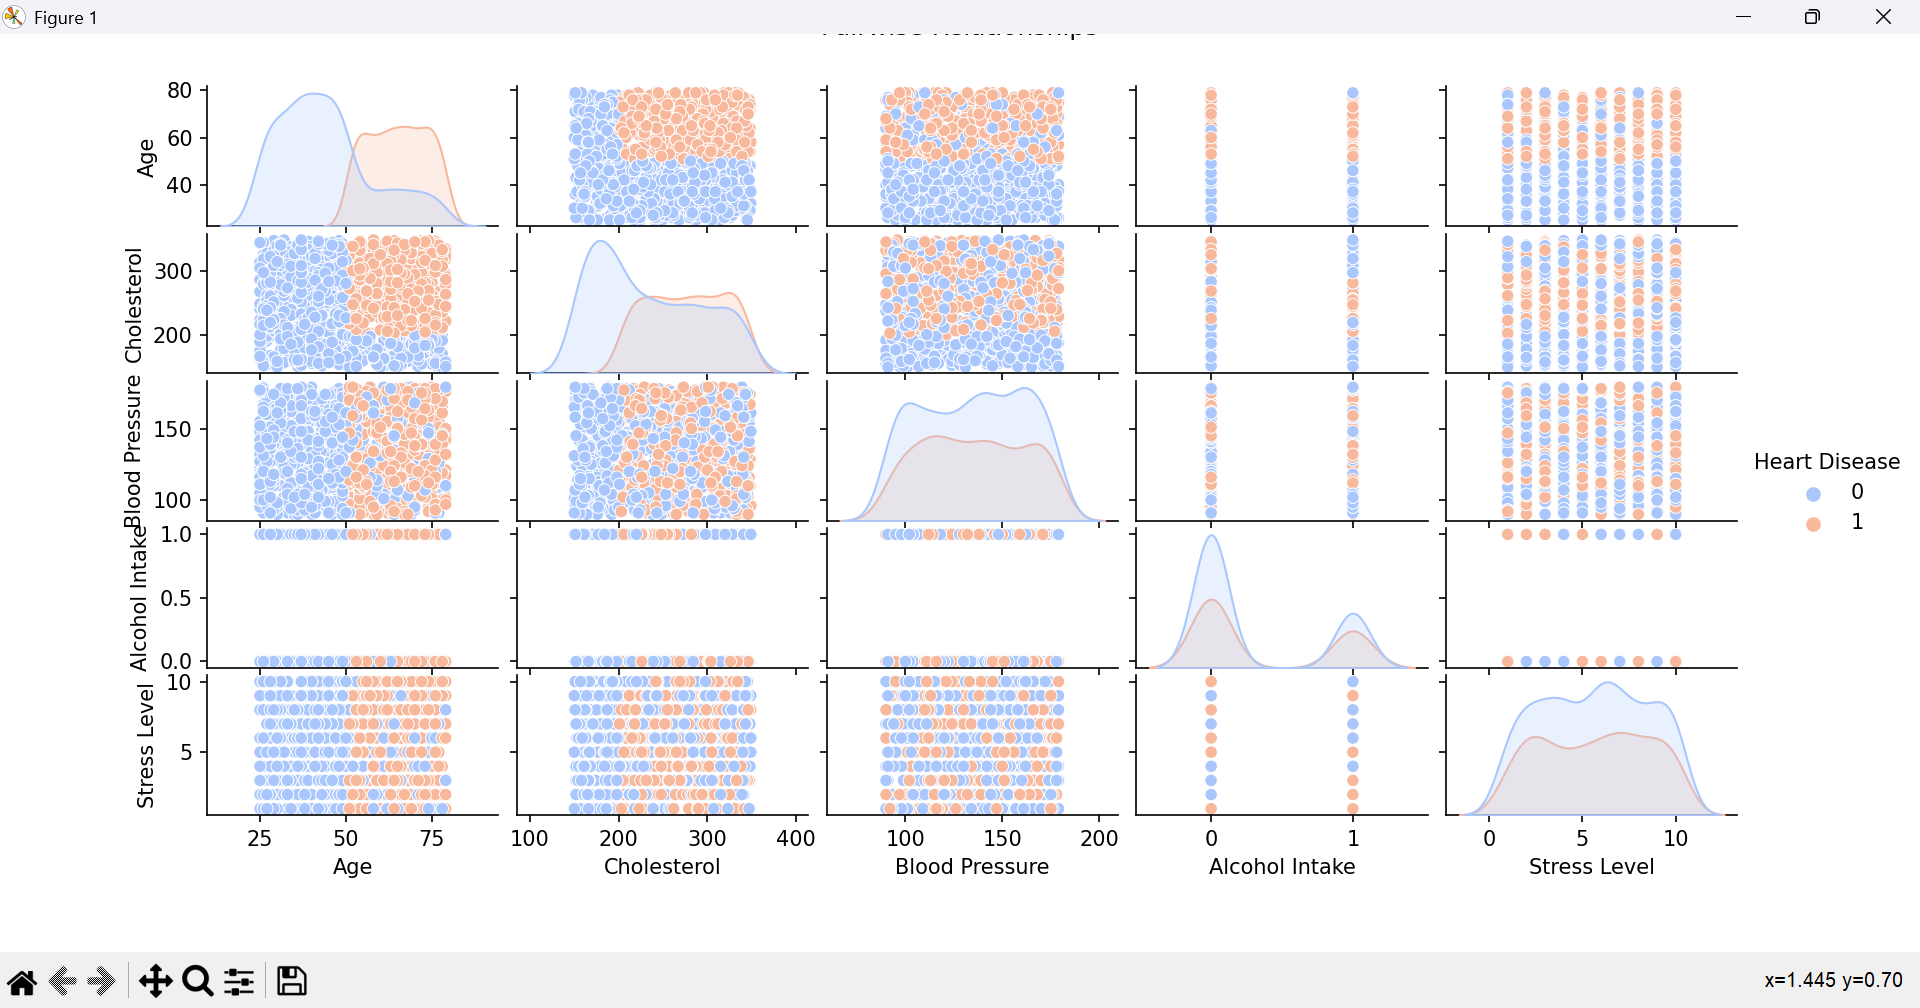 Figure 1
Pairwise Relationships
80
60
40
Age
300
200
Cholesterol
150
100
Blood Pressure
1.0
0.5
0.0
Alcohol Intake
10
5
Stress Level
25 50 75
100 200 300 400
100 150 200
0 1
0 5 10
Age
Cholesterol
Blood Pressure
Alcohol Intake
Stress Level
Heart Disease
0
1
x=1.445 y=0.70